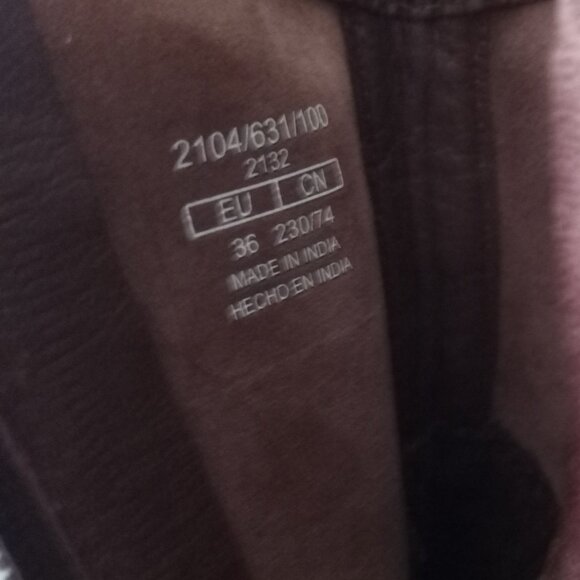 2104/631/100
2132
EU CN
36 230/74
MADE IN INDIA
HECHO EN INDIA